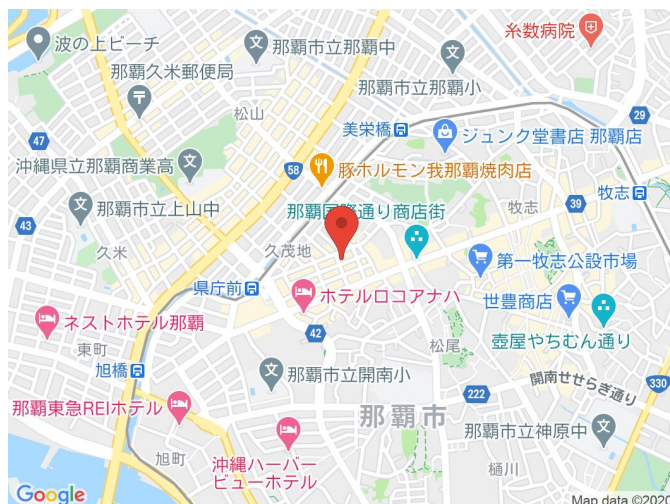 波の上ビーチ
那覇市立那覇中
糸数病院
那覇久米郵便局
那覇市立那覇小
松山
29
47
美栄橋
ジュンク堂書店 那覇店
沖縄県立那覇商業高
58
豚ホルモン我那覇焼肉店
牧志
43
那覇市立上山中
那覇国際通り商店街
牧志
39
久米
久茂地
第一牧志公設市場
県庁前
ホテルロコアナハ
世豊商店
ネストホテル那覇
42
東町
松尾
壺屋やちむん通り
旭橋
那覇市立開南小
開南せせらぎ通り
330
那覇東急REIホテル
222
那覇市
那覇市立神原中
旭町
沖縄ハーバー
ビューホテル
樋川
Google
Map data ©202